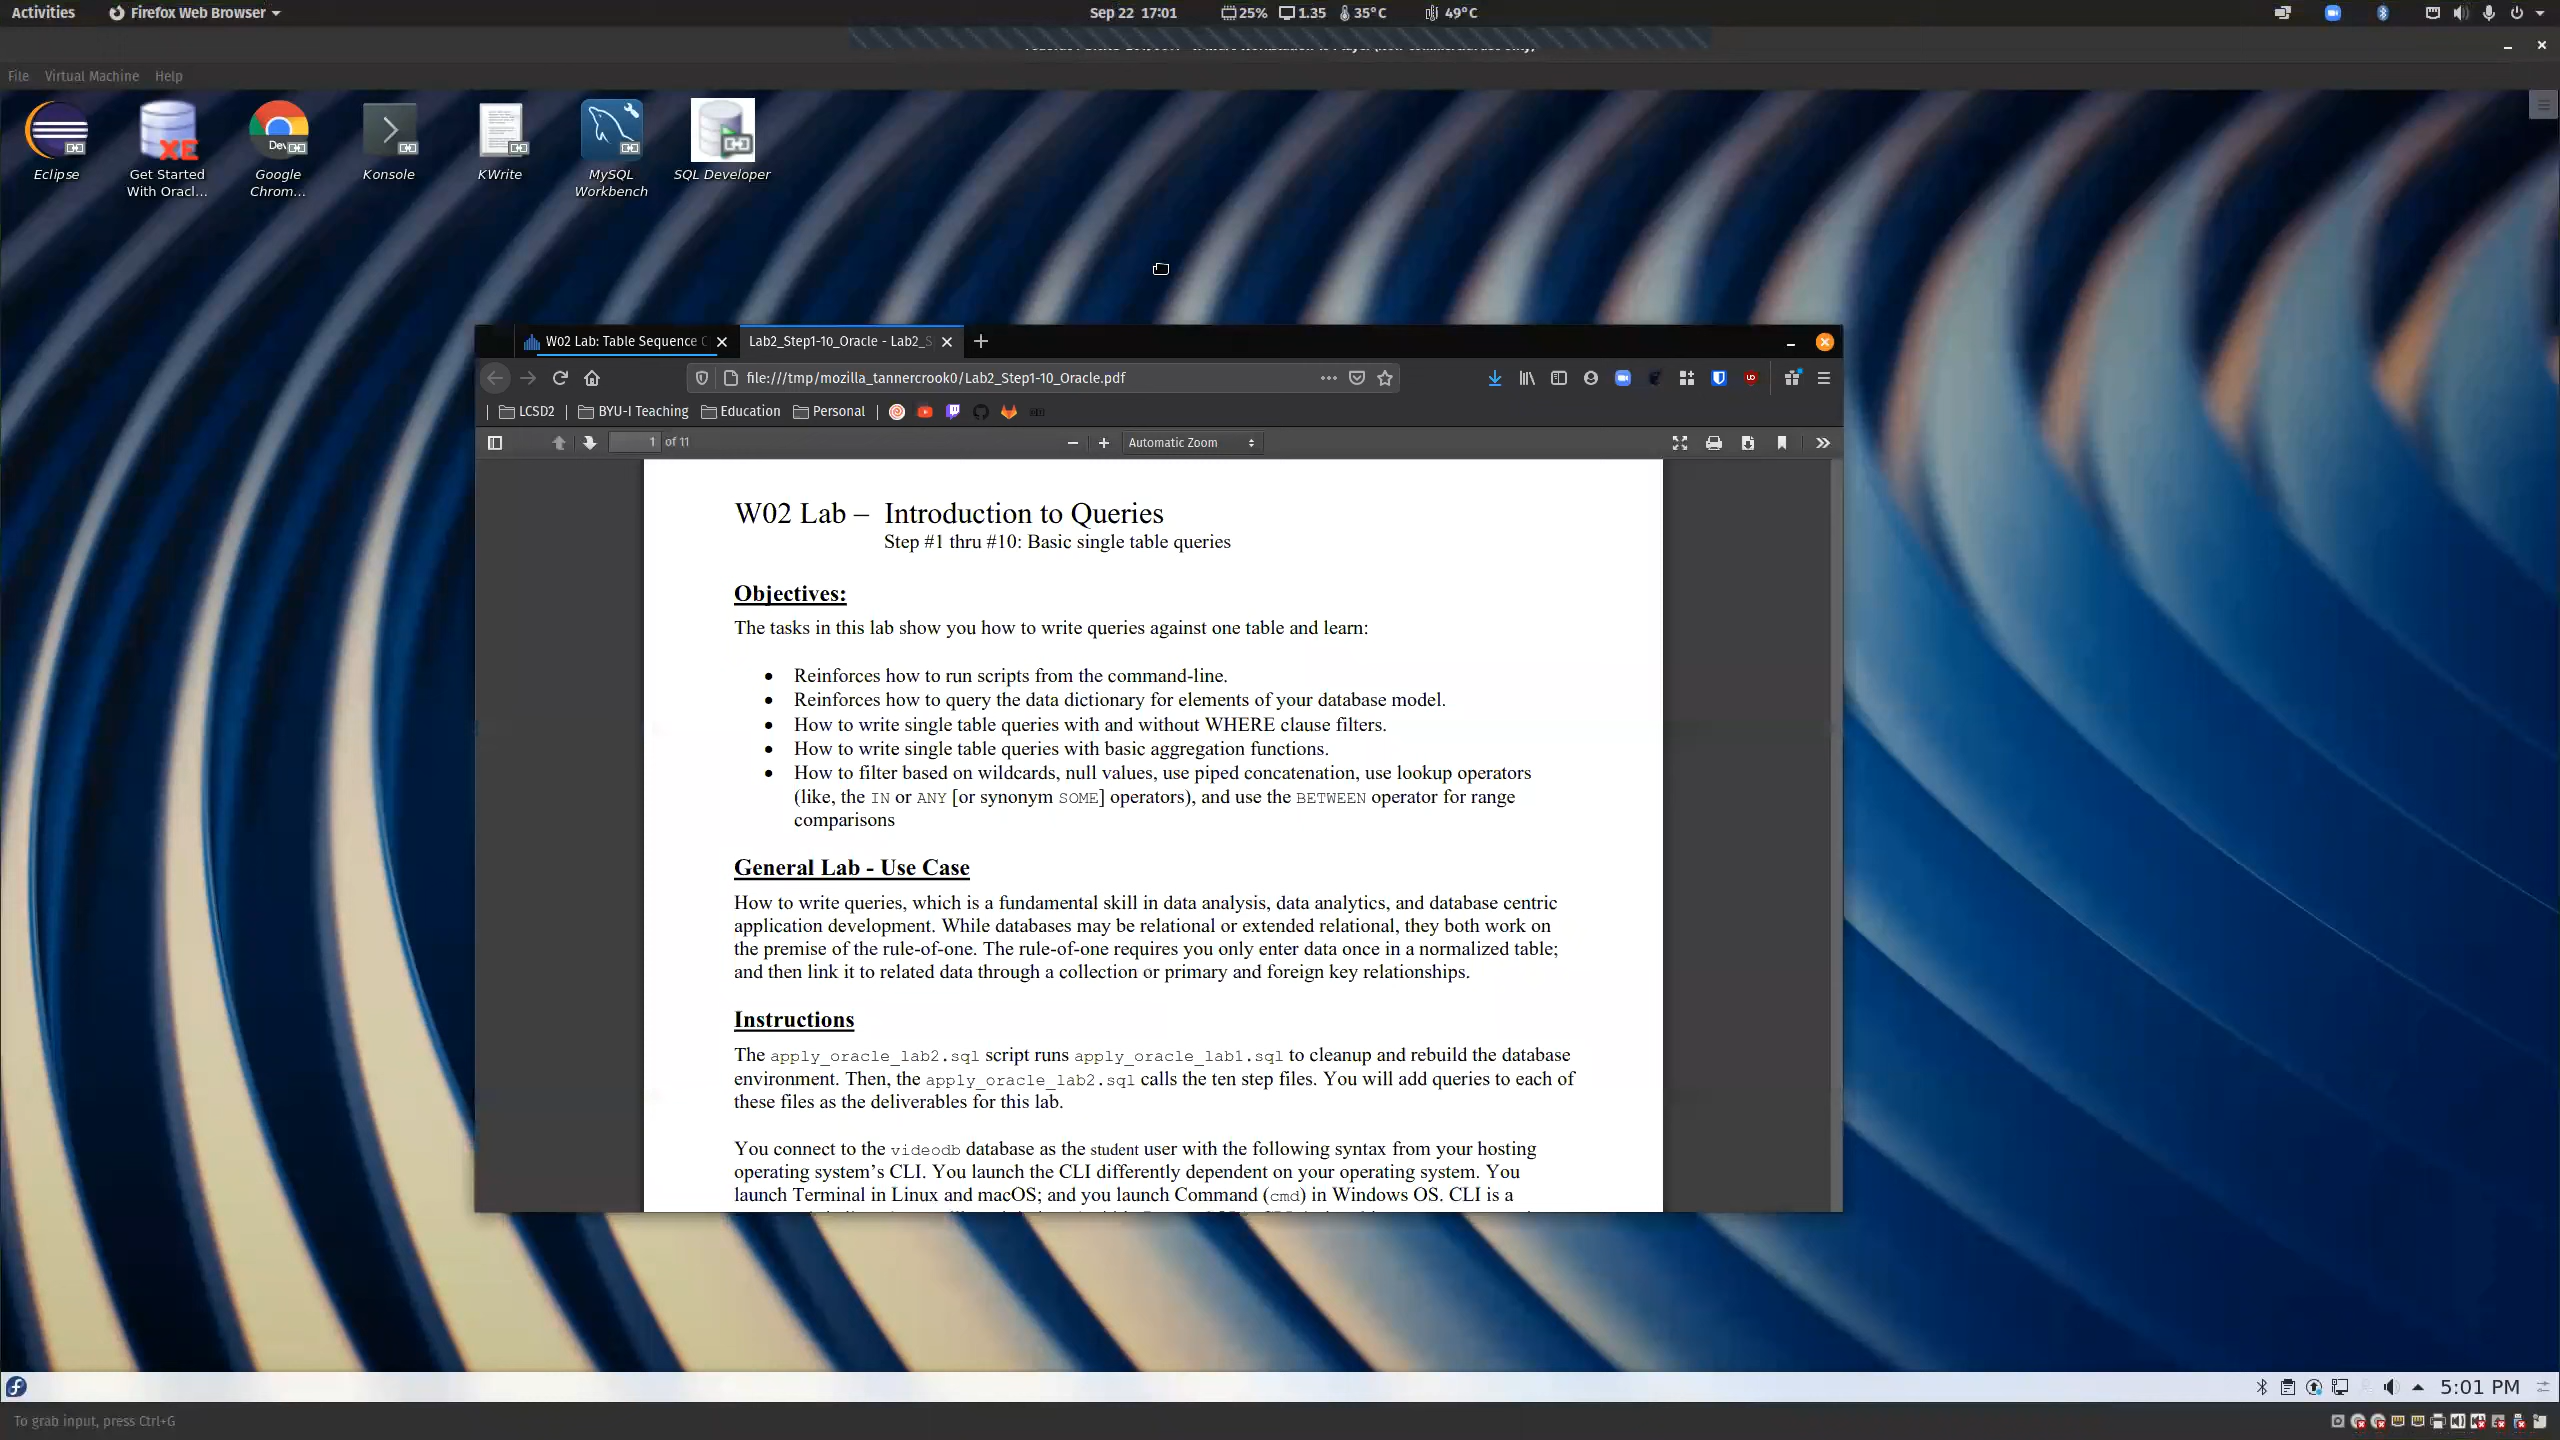 Activities Firefox Web Browser Sep 22 17:01 25% 1.35 35°C 49°C
File Virtual Machine Help
Eclipse
Get Started
With Oracl...
Google
Chrom...
Konsole
KWrite
MySQL
Workbench
SQL Developer
W02 Lab: Table Sequence
Lab2_Step1-10_Oracle - Lab2_S
file:///tmp/mozilla_tannercrook0/Lab2_Step1-10_Oracle.pdf
LCSD2 BYU-I Teaching Education Personal
1 of 11 Automatic Zoom
W02 Lab – Introduction to Queries
Step #1 thru #10: Basic single table queries
Objectives:
The tasks in this lab show you how to write queries against one table and learn:
• Reinforces how to run scripts from the command-line.
• Reinforces how to query the data dictionary for elements of your database model.
• How to write single table queries with and without WHERE clause filters.
• How to write single table queries with basic aggregation functions.
• How to filter based on wildcards, null values, use piped concatenation, use lookup operators
(like, the IN or ANY [or synonym SOME] operators), and use the BETWEEN operator for range
comparisons
General Lab - Use Case
How to write queries, which is a fundamental skill in data analysis, data analytics, and database centric
application development. While databases may be relational or extended relational, they both work on
the premise of the rule-of-one. The rule-of-one requires you only enter data once in a normalized table;
and then link it to related data through a collection or primary and foreign key relationships.
Instructions
The apply_oracle_lab2.sql script runs apply_oracle_lab1.sql to cleanup and rebuild the database
environment. Then, the apply_oracle_lab2.sql calls the ten step files. You will add queries to each of
these files as the deliverables for this lab.
You connect to the videodb database as the student user with the following syntax from your hosting
operating system's CLI. You launch the CLI differently dependent on your operating system. You
launch Terminal in Linux and macOS; and you launch Command (cmd) in Windows OS. CLI is a
5:01 PM
To grab input, press Ctrl+G